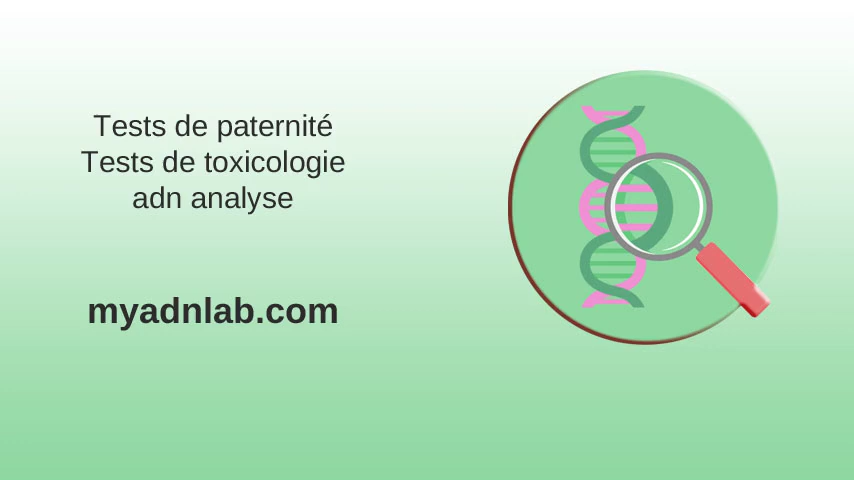 Tests de paternité
Tests de toxicologie
adn analyse
myadnlab.com